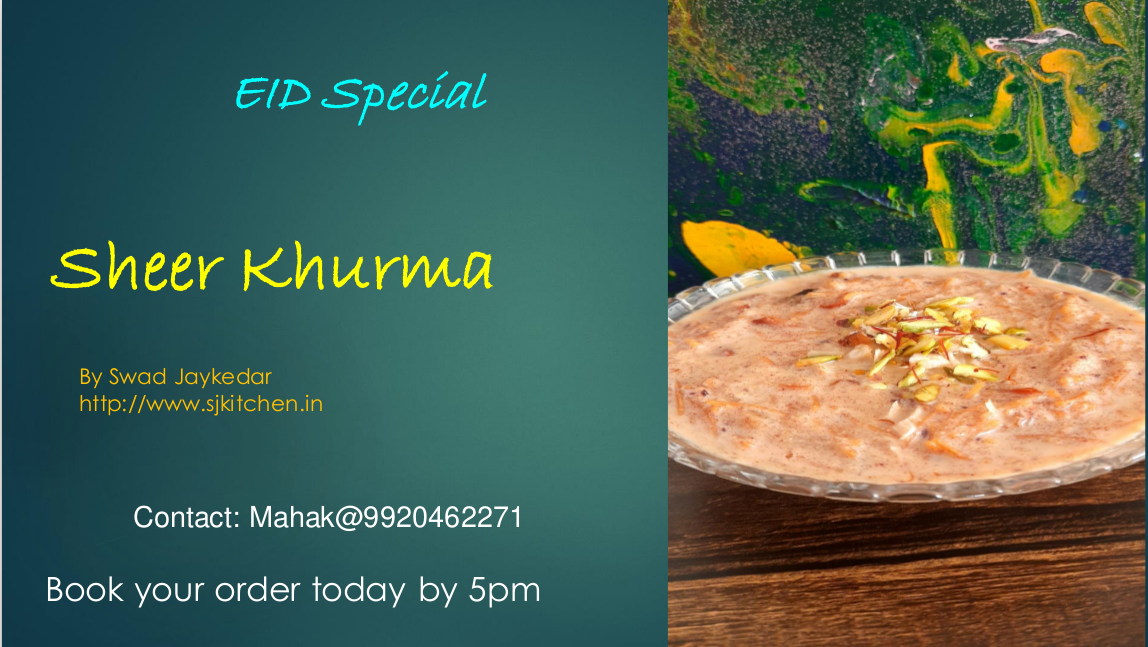 EID Special
Sheer Khurma
By Swad Jaykedar
http://www.sjkitchen.in
Contact: Mahak@9920462271
Book your order today by 5pm